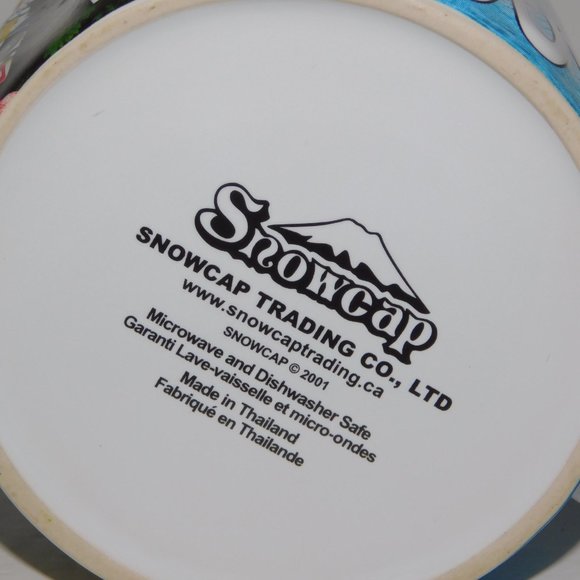 Snowcap
SNOWCAP TRADING CO., LTD
www.snowcaptrading.ca
SNOWCAP © 2001
Microwave and Dishwasher Safe
Garanti Lave-vaisselle et micro-ondes
Made in Thailand
Fabriqué en Thailande